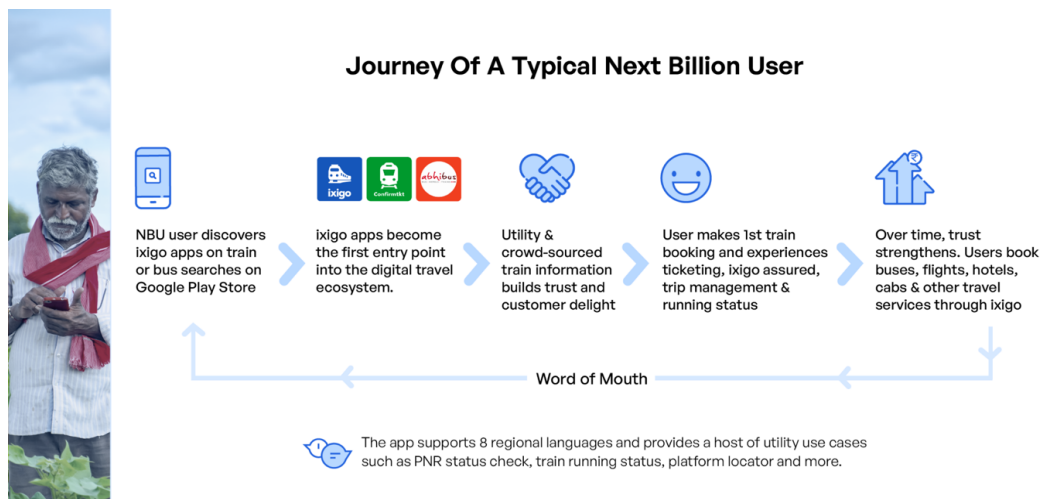 Journey Of A Typical Next Billion User
ixigo
Confirmtkt
abhibus
NBU user discovers
ixigo apps on train
or bus searches on
Google Play Store
ixigo apps become
the first entry point
into the digital travel
ecosystem.
Utility &
crowd-sourced
train information
builds trust and
customer delight
User makes 1st train
booking and experiences
ticketing, ixigo assured,
trip management &
running status
₹
Over time, trust
strengthens. Users book
buses, flights, hotels,
cabs & other travel
services through ixigo
Word of Mouth
The app supports 8 regional languages and provides a host of utility use cases
such as PNR status check, train running status, platform locator and more.